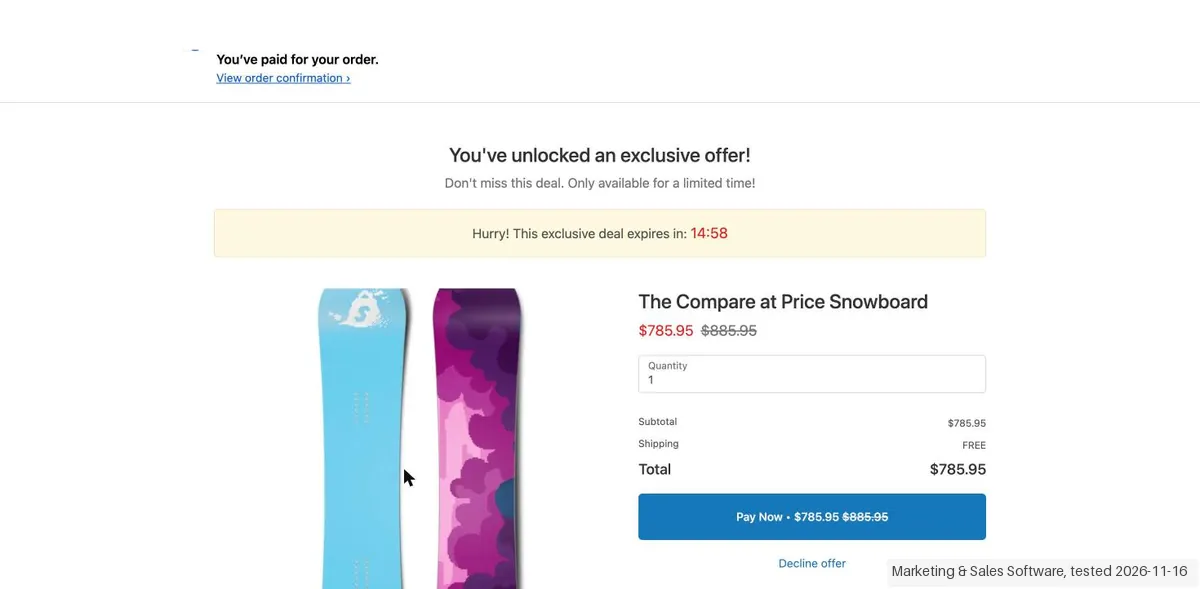 You've paid for your order.
View order confirmation ›
You've unlocked an exclusive offer!
Don't miss this deal. Only available for a limited time!
Hurry! This exclusive deal expires in: 14:58
The Compare at Price Snowboard
$785.95 $885.95
Quantity
1
Subtotal $785.95
Shipping FREE
Total $785.95
Pay Now • $785.95 $885.95
Decline offer
Marketing & Sales Software, tested 2026-11-16